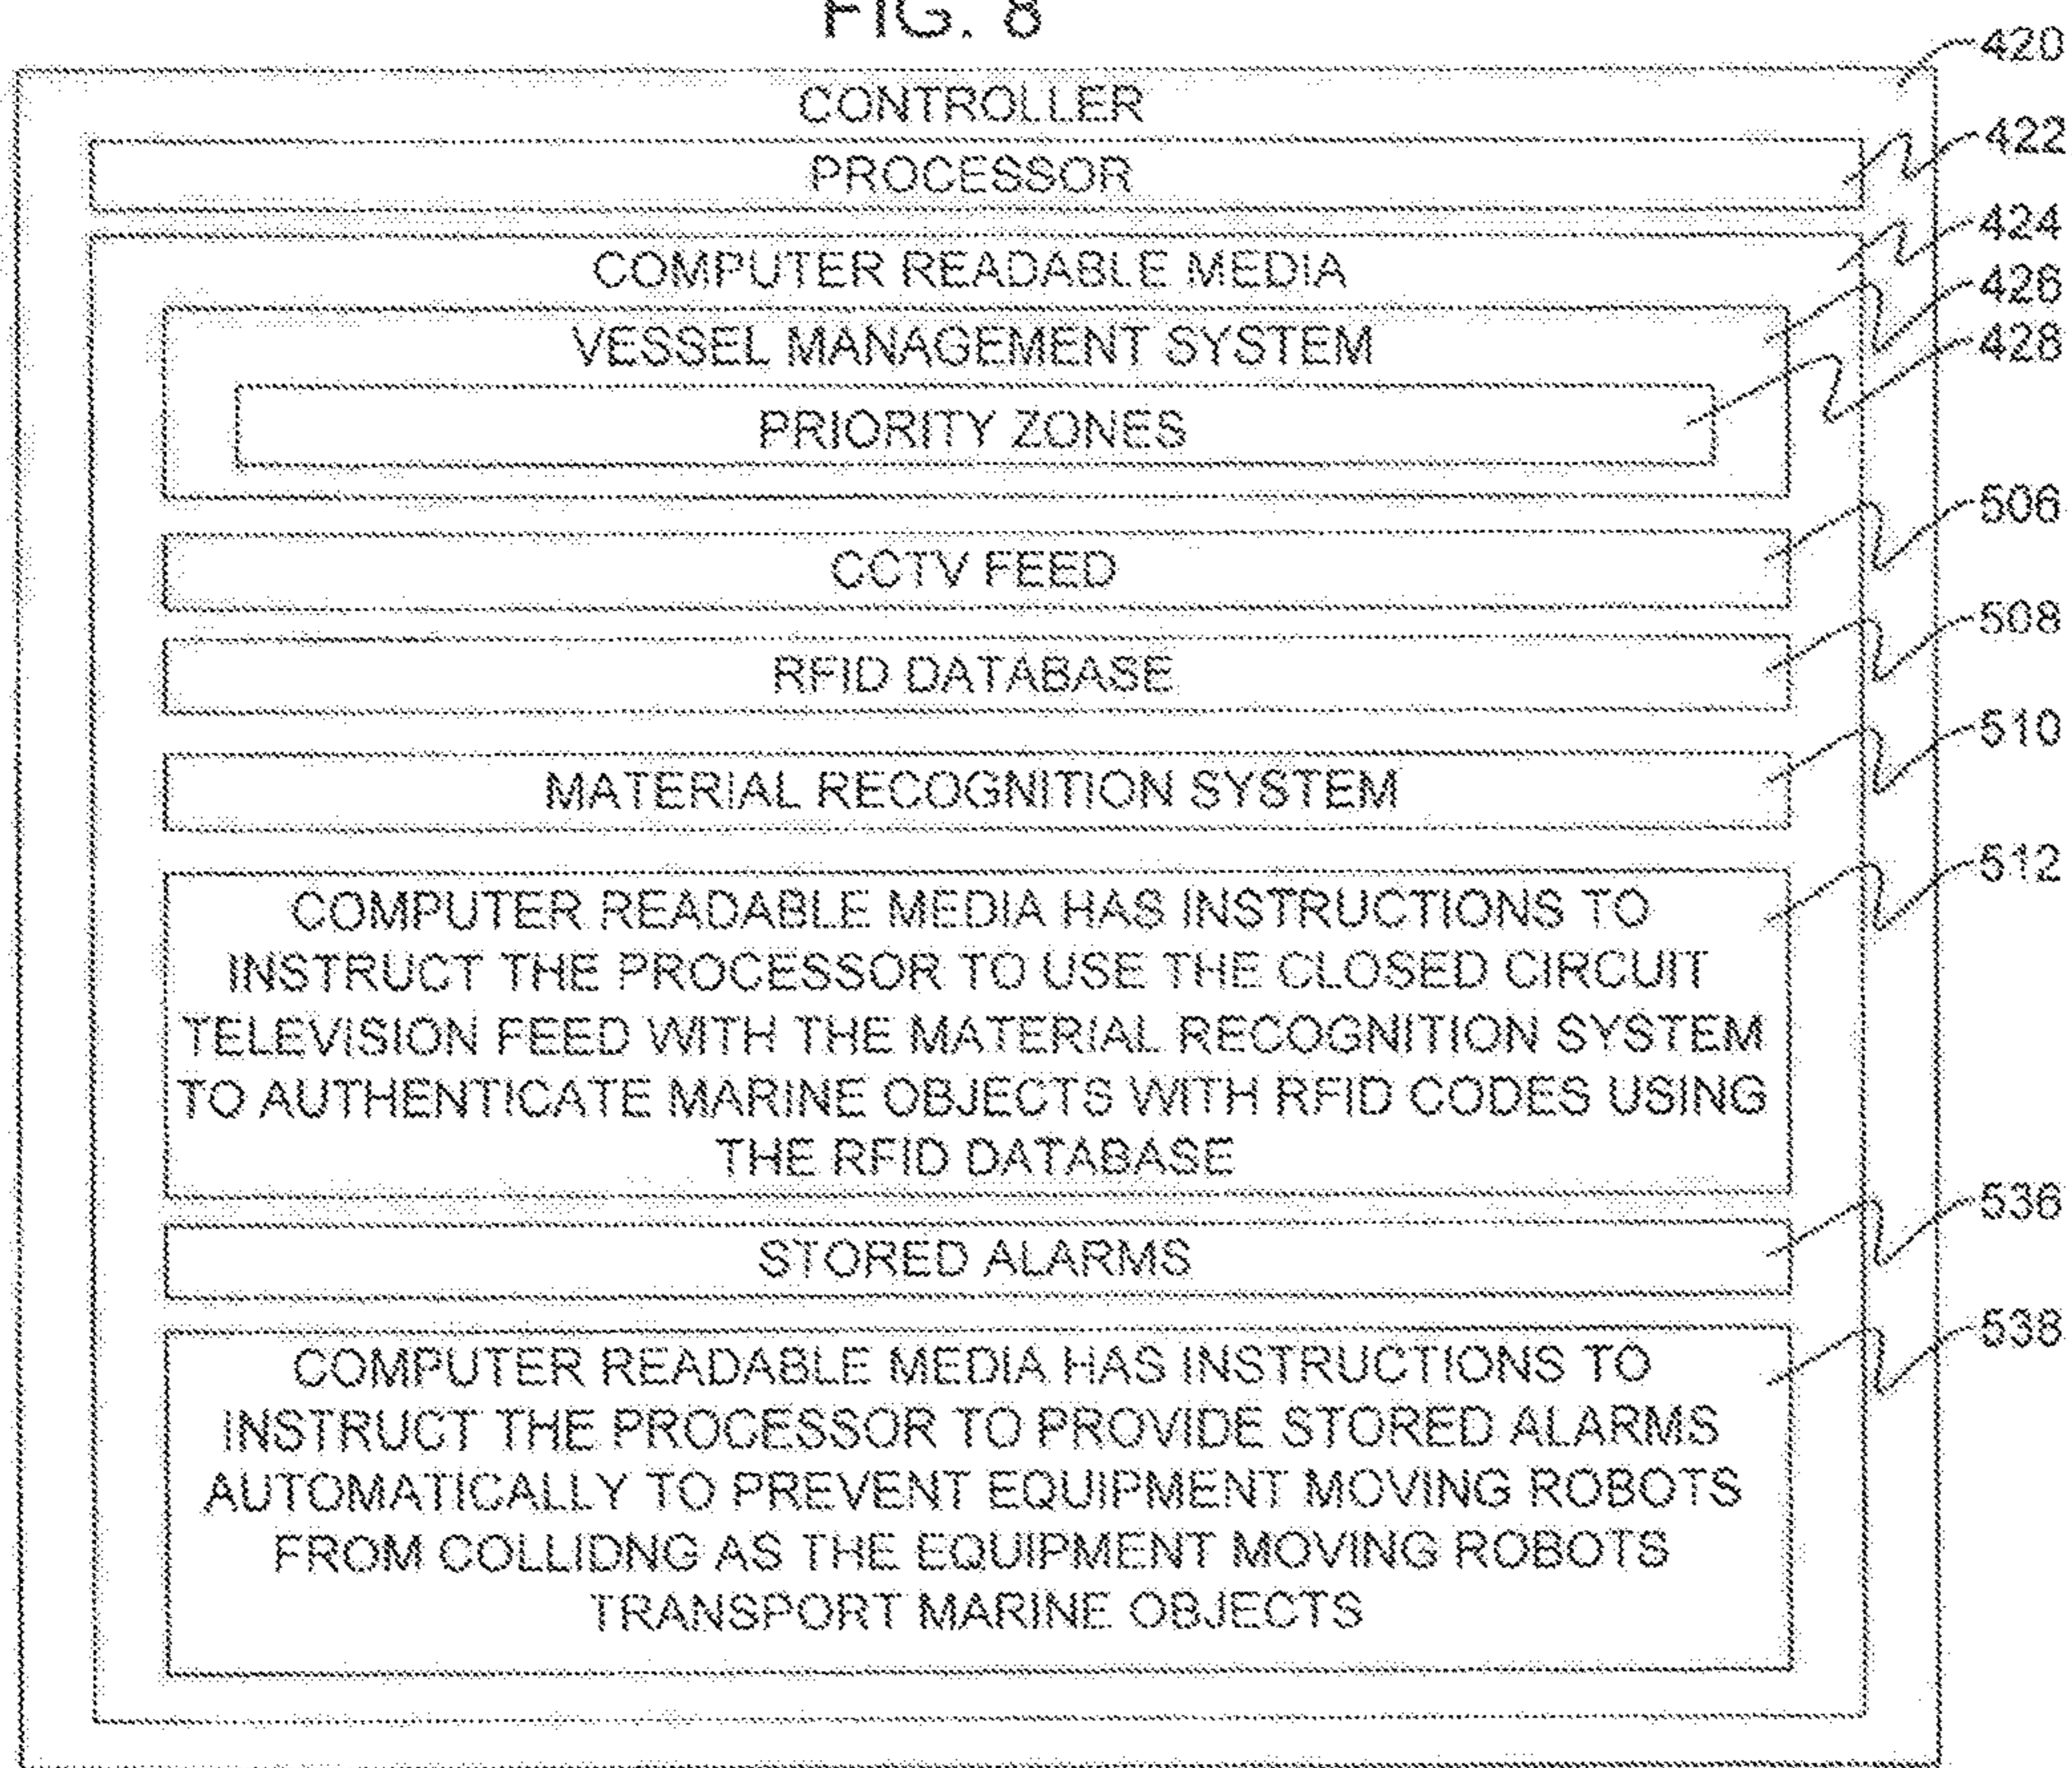 FIG. 8
420
CONTROLLER
422
PROCESSOR
424
COMPUTER READABLE MEDIA
426
VESSEL MANAGEMENT SYSTEM
428
PRIORITY ZONES
506
CCTV FEED
508
RFID DATABASE
510
MATERIAL RECOGNITION SYSTEM
512
COMPUTER READABLE MEDIA HAS INSTRUCTIONS TO
INSTRUCT THE PROCESSOR TO USE THE CLOSED CIRCUIT
TELEVISION FEED WITH THE MATERIAL RECOGNITION SYSTEM
TO AUTHENTICATE MARINE OBJECTS WITH RFID CODES USING
THE RFID DATABASE
536
STORED ALARMS
538
COMPUTER READABLE MEDIA HAS INSTRUCTIONS TO
INSTRUCT THE PROCESSOR TO PROVIDE STORED ALARMS
AUTOMATICALLY TO PREVENT EQUIPMENT MOVING ROBOTS
FROM COLLIDNG AS THE EQUIPMENT MOVING ROBOTS
TRANSPORT MARINE OBJECTS